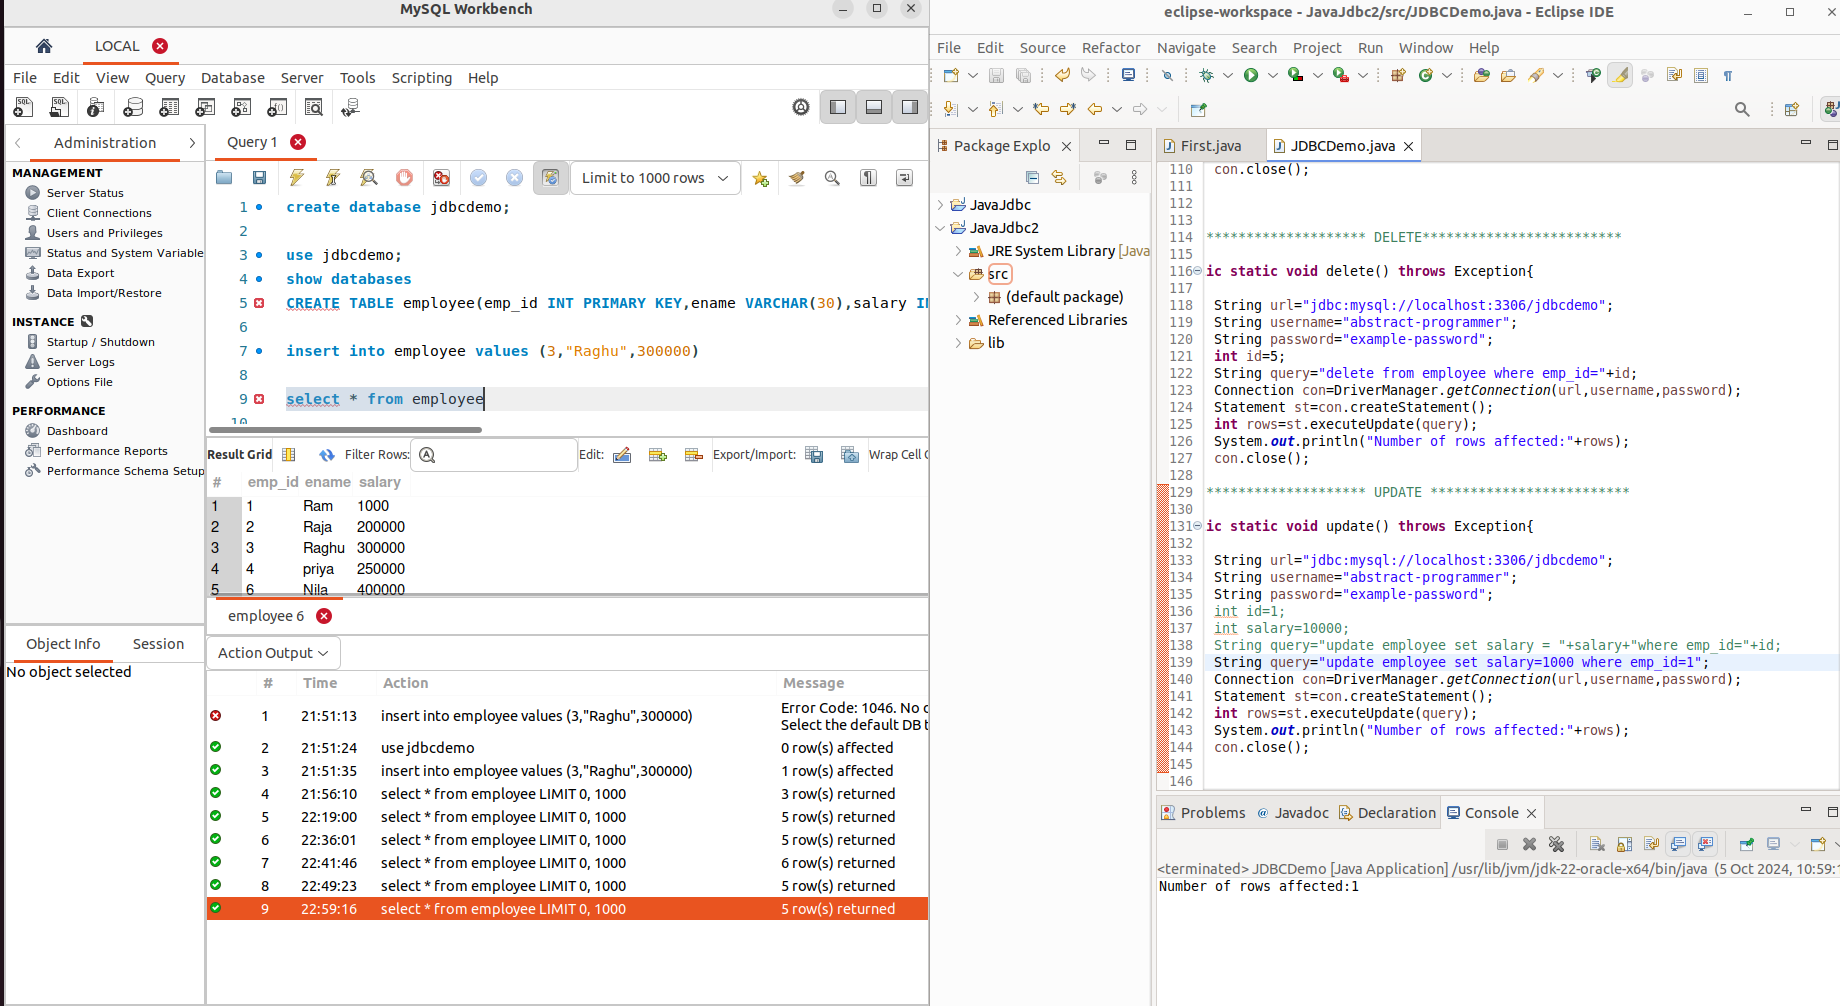 MySQL Workbench
LOCAL
File Edit View Query Database Server Tools Scripting Help
Administration
MANAGEMENT
Server Status
Client Connections
Users and Privileges
Status and System Variable
Data Export
Data Import/Restore
INSTANCE
Startup / Shutdown
Server Logs
Options File
PERFORMANCE
Dashboard
Performance Reports
Performance Schema Setup
Object Info Session
No object selected
Query 1
Limit to 1000 rows
1 create database jdbcdemo;
2
3 use jdbcdemo;
4 show databases
5 CREATE TABLE employee(emp_id INT PRIMARY KEY,ename VARCHAR(30),salary IN
6
7 insert into employee values (3,"Raghu",300000)
8
9 select * from employee
10
Result Grid Filter Rows: Edit: Export/Import: Wrap Cell C
# emp_id ename salary
1 1 Ram 1000
2 2 Raja 200000
3 3 Raghu 300000
4 4 priya 250000
5 6 Nila 400000
employee 6
Action Output
# Time Action Message
1 21:51:13 insert into employee values (3,"Raghu",300000) Error Code: 1046. No d
Select the default DB t
2 21:51:24 use jdbcdemo 0 row(s) affected
3 21:51:35 insert into employee values (3,"Raghu",300000) 1 row(s) affected
4 21:56:10 select * from employee LIMIT 0, 1000 3 row(s) returned
5 22:19:00 select * from employee LIMIT 0, 1000 5 row(s) returned
6 22:36:01 select * from employee LIMIT 0, 1000 5 row(s) returned
7 22:41:46 select * from employee LIMIT 0, 1000 6 row(s) returned
8 22:49:23 select * from employee LIMIT 0, 1000 5 row(s) returned
9 22:59:16 select * from employee LIMIT 0, 1000 5 row(s) returned
eclipse-workspace - JavaJdbc2/src/JDBCDemo.java - Eclipse IDE
File Edit Source Refactor Navigate Search Project Run Window Help
Package Explo
JavaJdbc
JavaJdbc2
JRE System Library [Java
src
(default package)
Referenced Libraries
lib
First.java JDBCDemo.java
110 con.close();
111
112
113
114 ******************** DELETE*************************
115
116 ic static void delete() throws Exception{
117
118 String url="jdbc:mysql://localhost:3306/jdbcdemo";
119 String username="abstract-programmer";
120 String password="example-password";
121 int id=5;
122 String query="delete from employee where emp_id="+id;
123 Connection con=DriverManager.getConnection(url,username,password);
124 Statement st=con.createStatement();
125 int rows=st.executeUpdate(query);
126 System.out.println("Number of rows affected:"+rows);
127 con.close();
128
129 ******************** UPDATE *************************
130
131 ic static void update() throws Exception{
132
133 String url="jdbc:mysql://localhost:3306/jdbcdemo";
134 String username="abstract-programmer";
135 String password="example-password";
136 int id=1;
137 int salary=10000;
138 String query="update employee set salary = "+salary+"where emp_id="+id;
139 String query="update employee set salary=1000 where emp_id=1";
140 Connection con=DriverManager.getConnection(url,username,password);
141 Statement st=con.createStatement();
142 int rows=st.executeUpdate(query);
143 System.out.println("Number of rows affected:"+rows);
144 con.close();
145
146
Problems Javadoc Declaration Console
<terminated> JDBCDemo [Java Application] /usr/lib/jvm/jdk-22-oracle-x64/bin/java (5 Oct 2024, 10:59:1
Number of rows affected:1